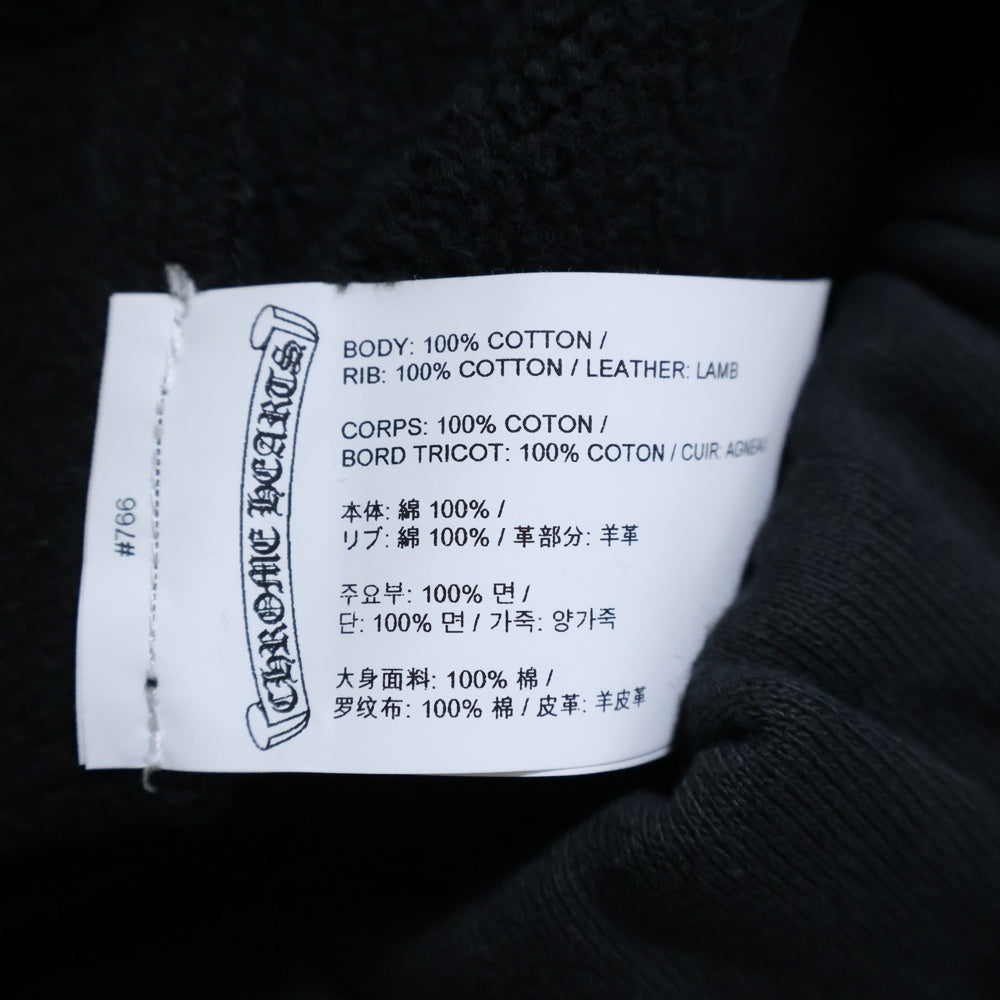 #766
CHROME HEARTS
BODY: 100% COTTON /
RIB: 100% COTTON / LEATHER: LAMB
CORPS: 100% COTON /
BORD TRICOT: 100% COTON / CUIR: AGNEAU
本体: 綿 100% /
リブ: 綿 100% / 革部分: 羊革
주요부: 100% 면 /
단: 100% 면 / 가죽: 양가죽
大身面料: 100% 棉 /
罗纹布: 100% 棉 / 皮革: 羊皮革